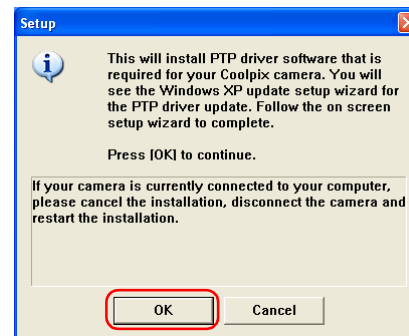 Setup
This will install PTP driver software that is
required for your Coolpix camera. You will
see the Windows XP update setup wizard for
the PTP driver update. Follow the on screen
setup wizard to complete.
Press [OK] to continue.
If your camera is currently connected to your computer,
please cancel the installation, disconnect the camera and
restart the installation.
OK
Cancel